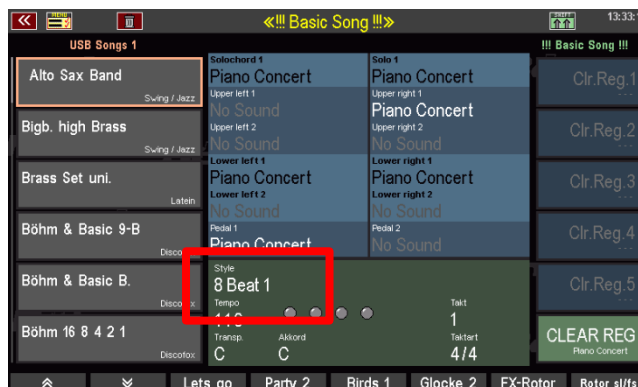 MENU
«!!! Basic Song !!!»
SHIFT
13:33:
USB Songs 1
!!! Basic Song !!!
Alto Sax Band
Swing / Jazz
Bigb. high Brass
Swing / Jazz
Brass Set uni.
Latein
Böhm & Basic 9-B
Böhm & Basic B.
Böhm 16 8 4 2 1
Discofox
Solochord 1
Piano Concert
Solo 1
Piano Concert
Upper left 1
No Sound
Upper right 1
Piano Concert
Upper left 2
No Sound
Upper right 2
No Sound
Lower left 1
Piano Concert
Lower right 1
Piano Concert
Lower left 2
No Sound
Lower right 2
No Sound
Pedal 1
Piano Concert
Pedal 2
No Sound
Style
8 Beat 1
Tempo
Takt
1
Transp.
C
Akkord
C
Taktart
4/4
Clr.Reg.1
Clr.Reg.2
Clr.Reg.3
Clr.Reg.4
Clr.Reg.5
CLEAR REG
Piano Concert
Lets go
Party 2
Birds 1
Glocke 2
FX-Rotor
Rotor sl/fs